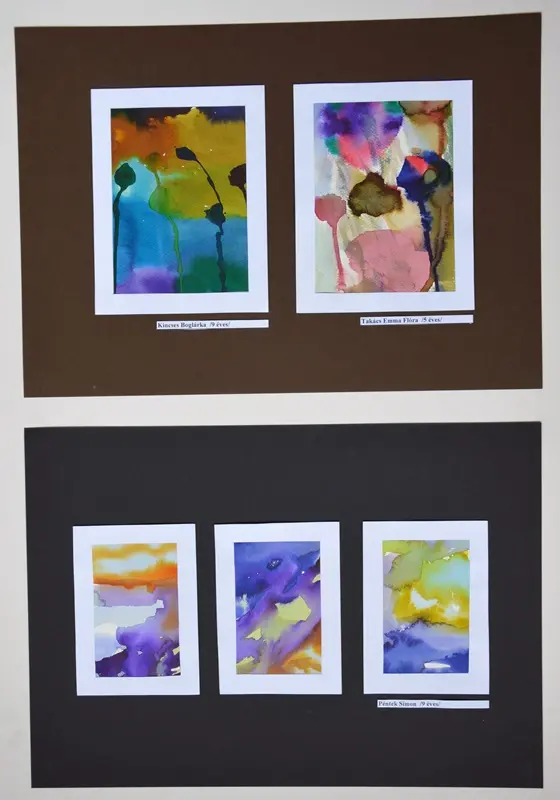 Kincses Boglárka /9 éves/
Takács Emma Flóra /5 éves/
Péntek Simon /9 éves/